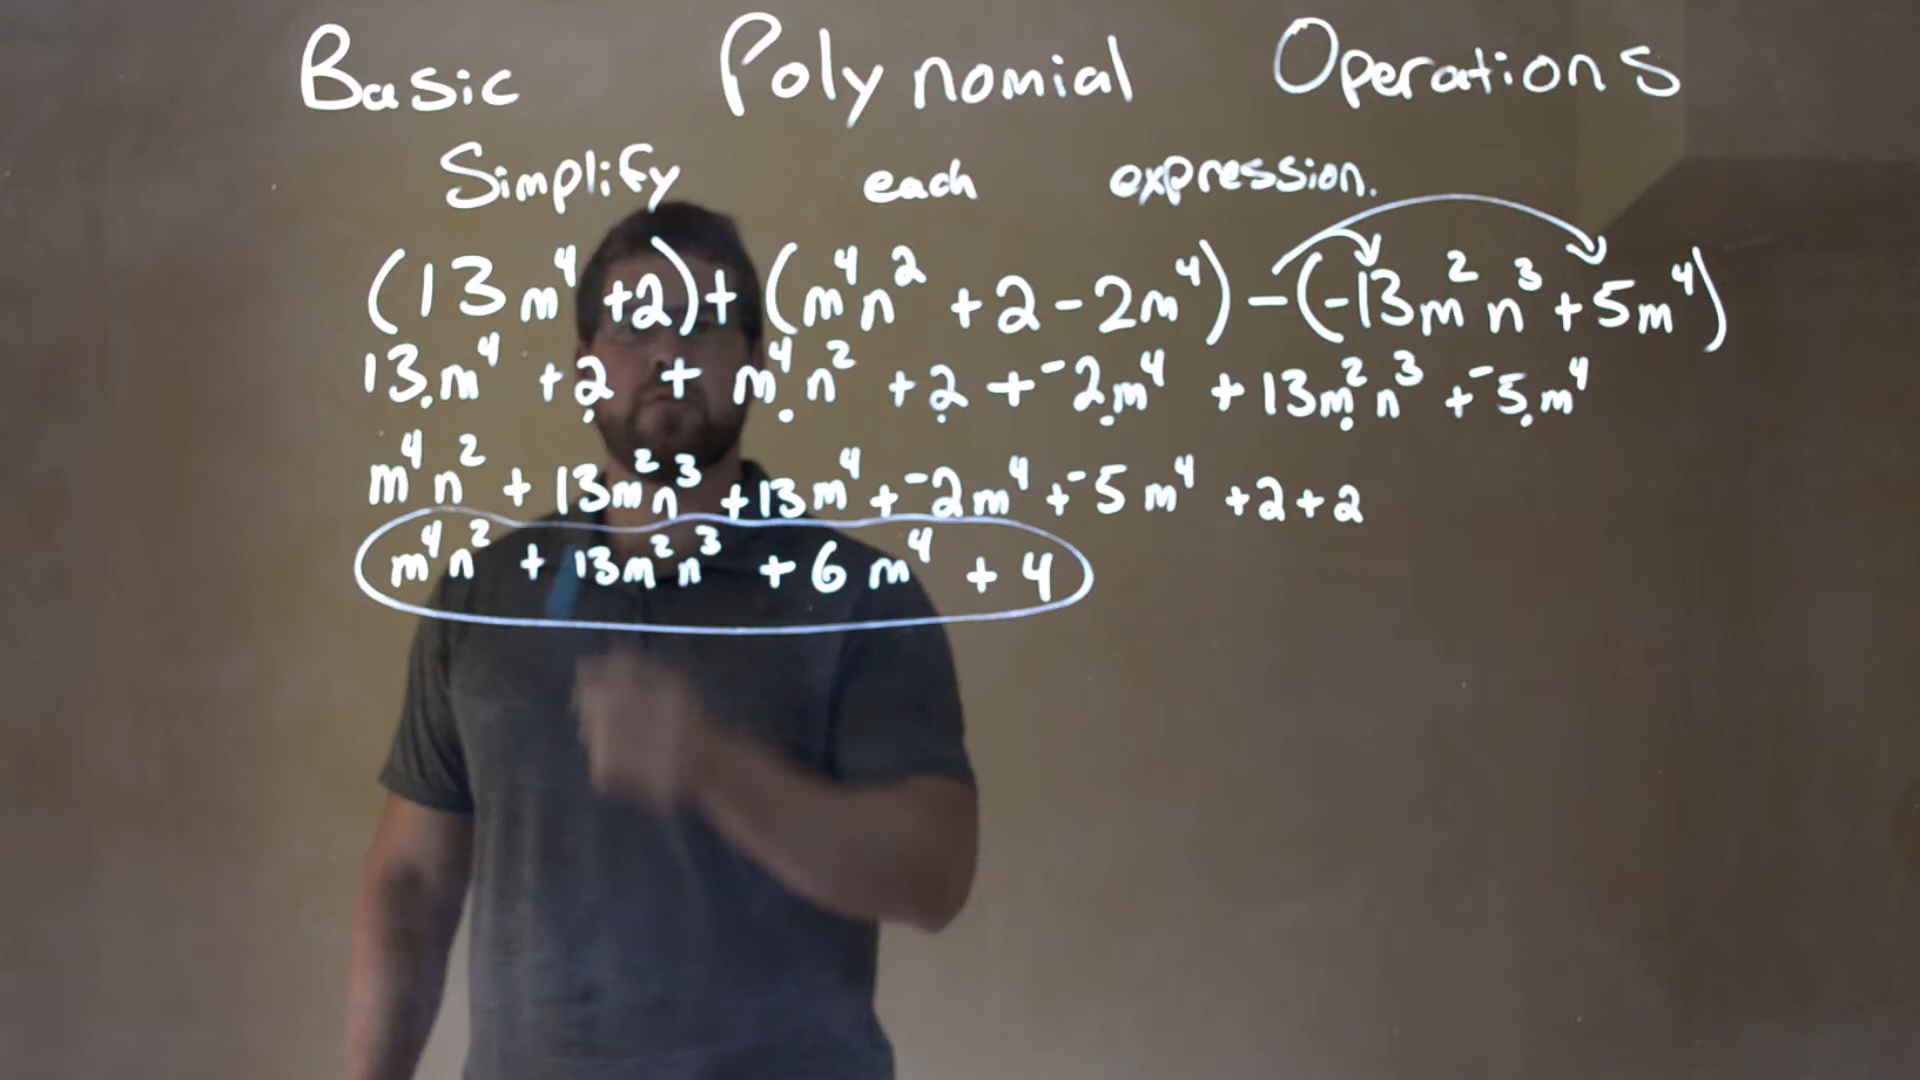 Basic Polynomial Operations
Simplify each expression.
(13m⁴+2)+(m⁴n²+2-2m⁴)-(-13m²n³+5m⁴)
13m⁴+2+m⁴n²+2+⁻2m⁴+13m²n³+⁻5m⁴
m⁴n²+13m²n³+13m⁴+⁻2m⁴+⁻5m⁴+2+2
m⁴n²+13m²n³+6m⁴+4